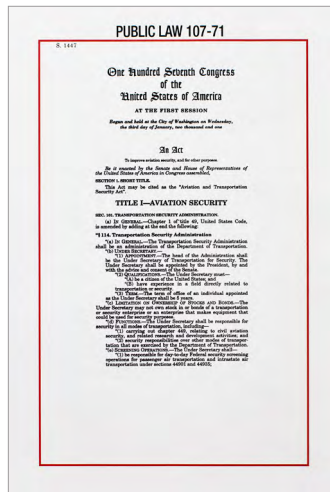 PUBLIC LAW 107-71
S. 1447
One Hundred Seventh Congress
of the
United States of America
AT THE FIRST SESSION
Begun and held at the City of Washington on Wednesday,
the third day of January, two thousand and one
An Act
To improve aviation security, and for other purposes.
Be it enacted by the Senate and House of Representatives of
the United States of America in Congress assembled,
SECTION 1. SHORT TITLE.
This Act may be cited as the "Aviation and Transportation
Security Act".
TITLE I—AVIATION SECURITY
SEC. 101. TRANSPORTATION SECURITY ADMINISTRATION.
(a) IN GENERAL.—Chapter 1 of title 49, United States Code,
is amended by adding at the end the following:
"§ 114. Transportation Security Administration
"(a) IN GENERAL.—The Transportation Security Administration
shall be an administration of the Department of Transportation.
"(b) UNDER SECRETARY.—
"(1) APPOINTMENT.—The head of the Administration shall
be the Under Secretary of Transportation for Security. The
Under Secretary shall be appointed by the President, by and
with the advice and consent of the Senate.
"(2) QUALIFICATIONS.—The Under Secretary must—
"(A) be a citizen of the United States; and
"(B) have experience in a field directly related to
transportation or security.
"(3) TERM.—The term of office of an individual appointed
as the Under Secretary shall be 5 years.
"(c) LIMITATION ON OWNERSHIP OF STOCKS AND BONDS.—The
Under Secretary may not own stock in or bonds of a transportation
or security enterprise or an enterprise that makes equipment that
could be used for security purposes.
"(d) FUNCTIONS.—The Under Secretary shall be responsible for
security in all modes of transportation, including—
"(1) carrying out chapter 449, relating to civil aviation
security, and related research and development activities; and
"(2) security responsibilities over other modes of transpor-
tation that are exercised by the Department of Transportation.
"(e) SCREENING OPERATIONS.—The Under Secretary shall—
"(1) be responsible for day-to-day Federal security screening
operations for passenger air transportation and intrastate air
transportation under sections 44901 and 44935;